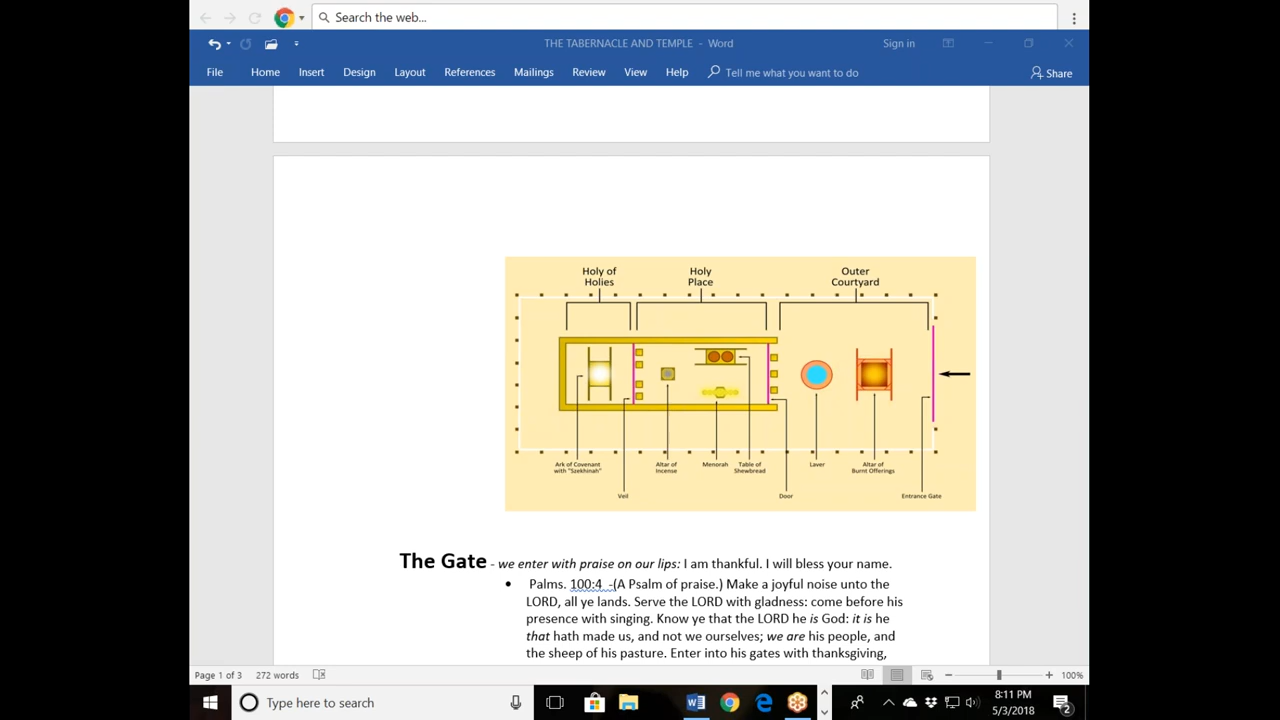 Search the web...
THE TABERNACLE AND TEMPLE - Word
Sign in
File Home Insert Design Layout References Mailings Review View Help Tell me what you want to do Share
Holy of
Holies
Holy
Place
Outer
Courtyard
Ark of Covenant
with "Szekhinah"
Altar of
Incense
Menorah
Table of
Shewbread
Laver
Altar of
Burnt Offerings
Veil
Door
Entrance Gate
The Gate - we enter with praise on our lips: I am thankful. I will bless your name.
• Palms. 100:4 -(A Psalm of praise.) Make a joyful noise unto the
LORD, all ye lands. Serve the LORD with gladness: come before his
presence with singing. Know ye that the LORD he is God: it is he
that hath made us, and not we ourselves; we are his people, and
the sheep of his pasture. Enter into his gates with thanksgiving,
Page 1 of 3 272 words 100%
Type here to search
8:11 PM
5/3/2018
2